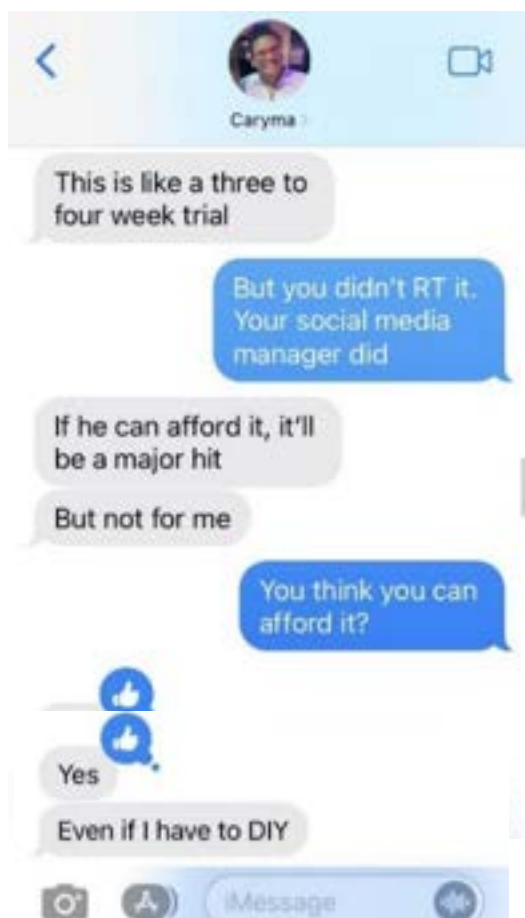 Caryma
This is like a three to
four week trial
But you didn't RT it.
Your social media
manager did
If he can afford it, it'll
be a major hit
But not for me
You think you can
afford it?
Yes
Even if I have to DIY
iMessage